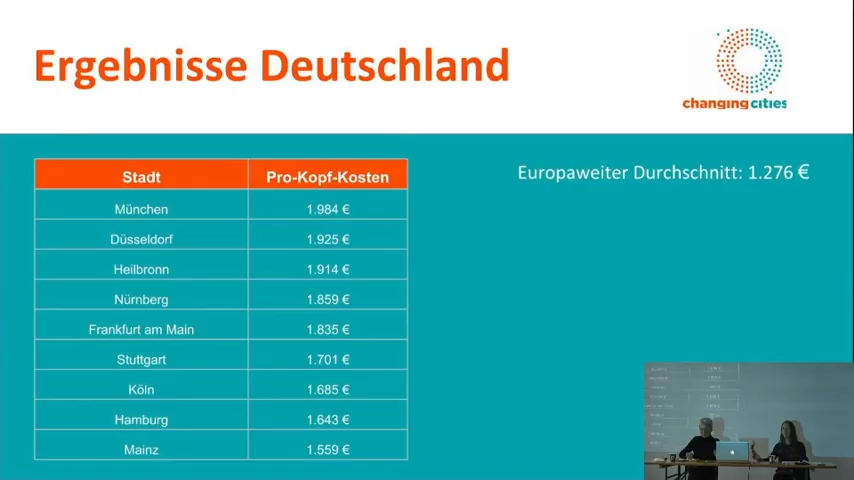 Ergebnisse Deutschland
changingcities
Europaweiter Durchschnitt: 1.276 €
Stadt Pro-Kopf-Kosten
München 1.984 €
Düsseldorf 1.925 €
Heilbronn 1.914 €
Nürnberg 1.859 €
Frankfurt am Main 1.835 €
Stuttgart 1.701 €
Köln 1.685 €
Hamburg 1.643 €
Mainz 1.559 €